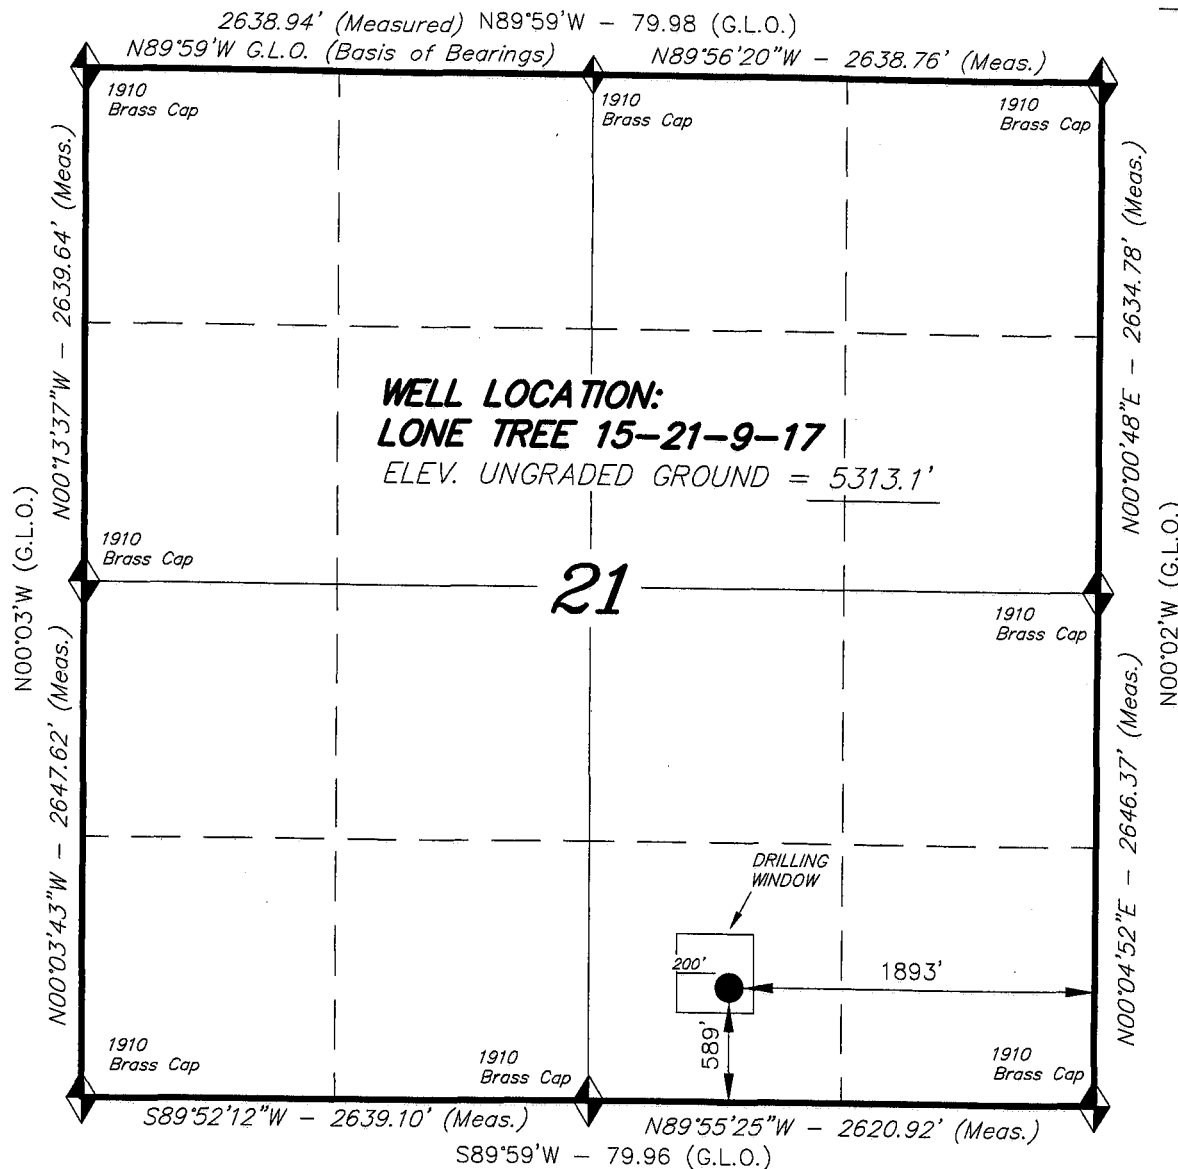 2638.94' (Measured) N89°59'W – 79.98 (G.L.O.)
N89°59'W G.L.O. (Basis of Bearings)
N89°56'20"W – 2638.76' (Meas.)
1910
Brass Cap
1910
Brass Cap
1910
Brass Cap
N00°13'37"W – 2639.64' (Meas.)
N00°00'48"E – 2634.78' (Meas.)
WELL LOCATION:
LONE TREE 15–21–9–17
ELEV. UNGRADED GROUND = 5313.1'
N00°03'W (G.L.O.)
N00°02'W (G.L.O.)
1910
Brass Cap
21
1910
Brass Cap
N00°03'43"W – 2647.62' (Meas.)
N00°04'52"E – 2646.37' (Meas.)
DRILLING
WINDOW
200'
1893'
589'
1910
Brass Cap
1910
Brass Cap
1910
Brass Cap
S89°52'12"W – 2639.10' (Meas.)
N89°55'25"W – 2620.92' (Meas.)
S89°59'W – 79.96 (G.L.O.)